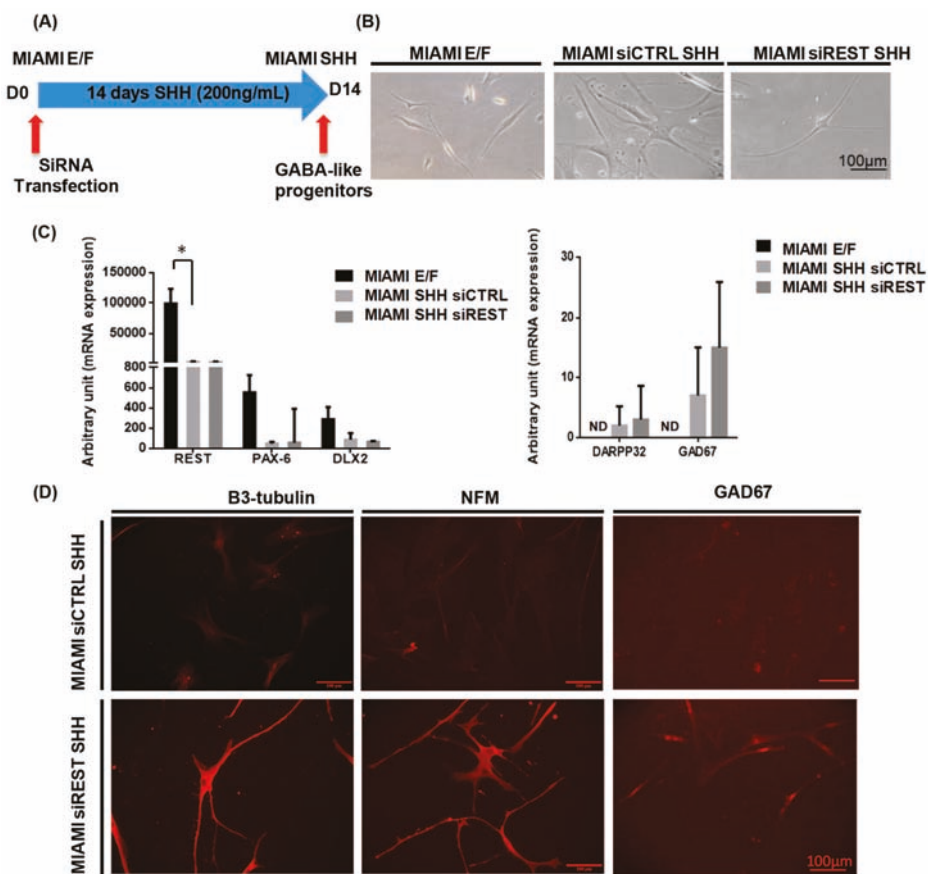 (A)
MIAMI E/F
MIAMI SHH
D0
14 days SHH (200ng/mL)
D14
SiRNA
Transfection
GABA-like
progenitors
(B)
MIAMI E/F
MIAMI siCTRL SHH
MIAMI siREST SHH
100µm
(C)
Arbitrary unit (mRNA expression)
150000
100000
50000
800
600
400
200
0
*
REST
PAX-6
DLX2
MIAMI E/F
MIAMI SHH siCTRL
MIAMI SHH siREST
Arbitrary unit (mRNA expression)
30
20
10
0
ND
ND
DARPP32
GAD67
MIAMI E/F
MIAMI SHH siCTRL
MIAMI SHH siREST
(D)
B3-tubulin
NFM
GAD67
MIAMI siCTRL SHH
MIAMI siREST SHH
100µm